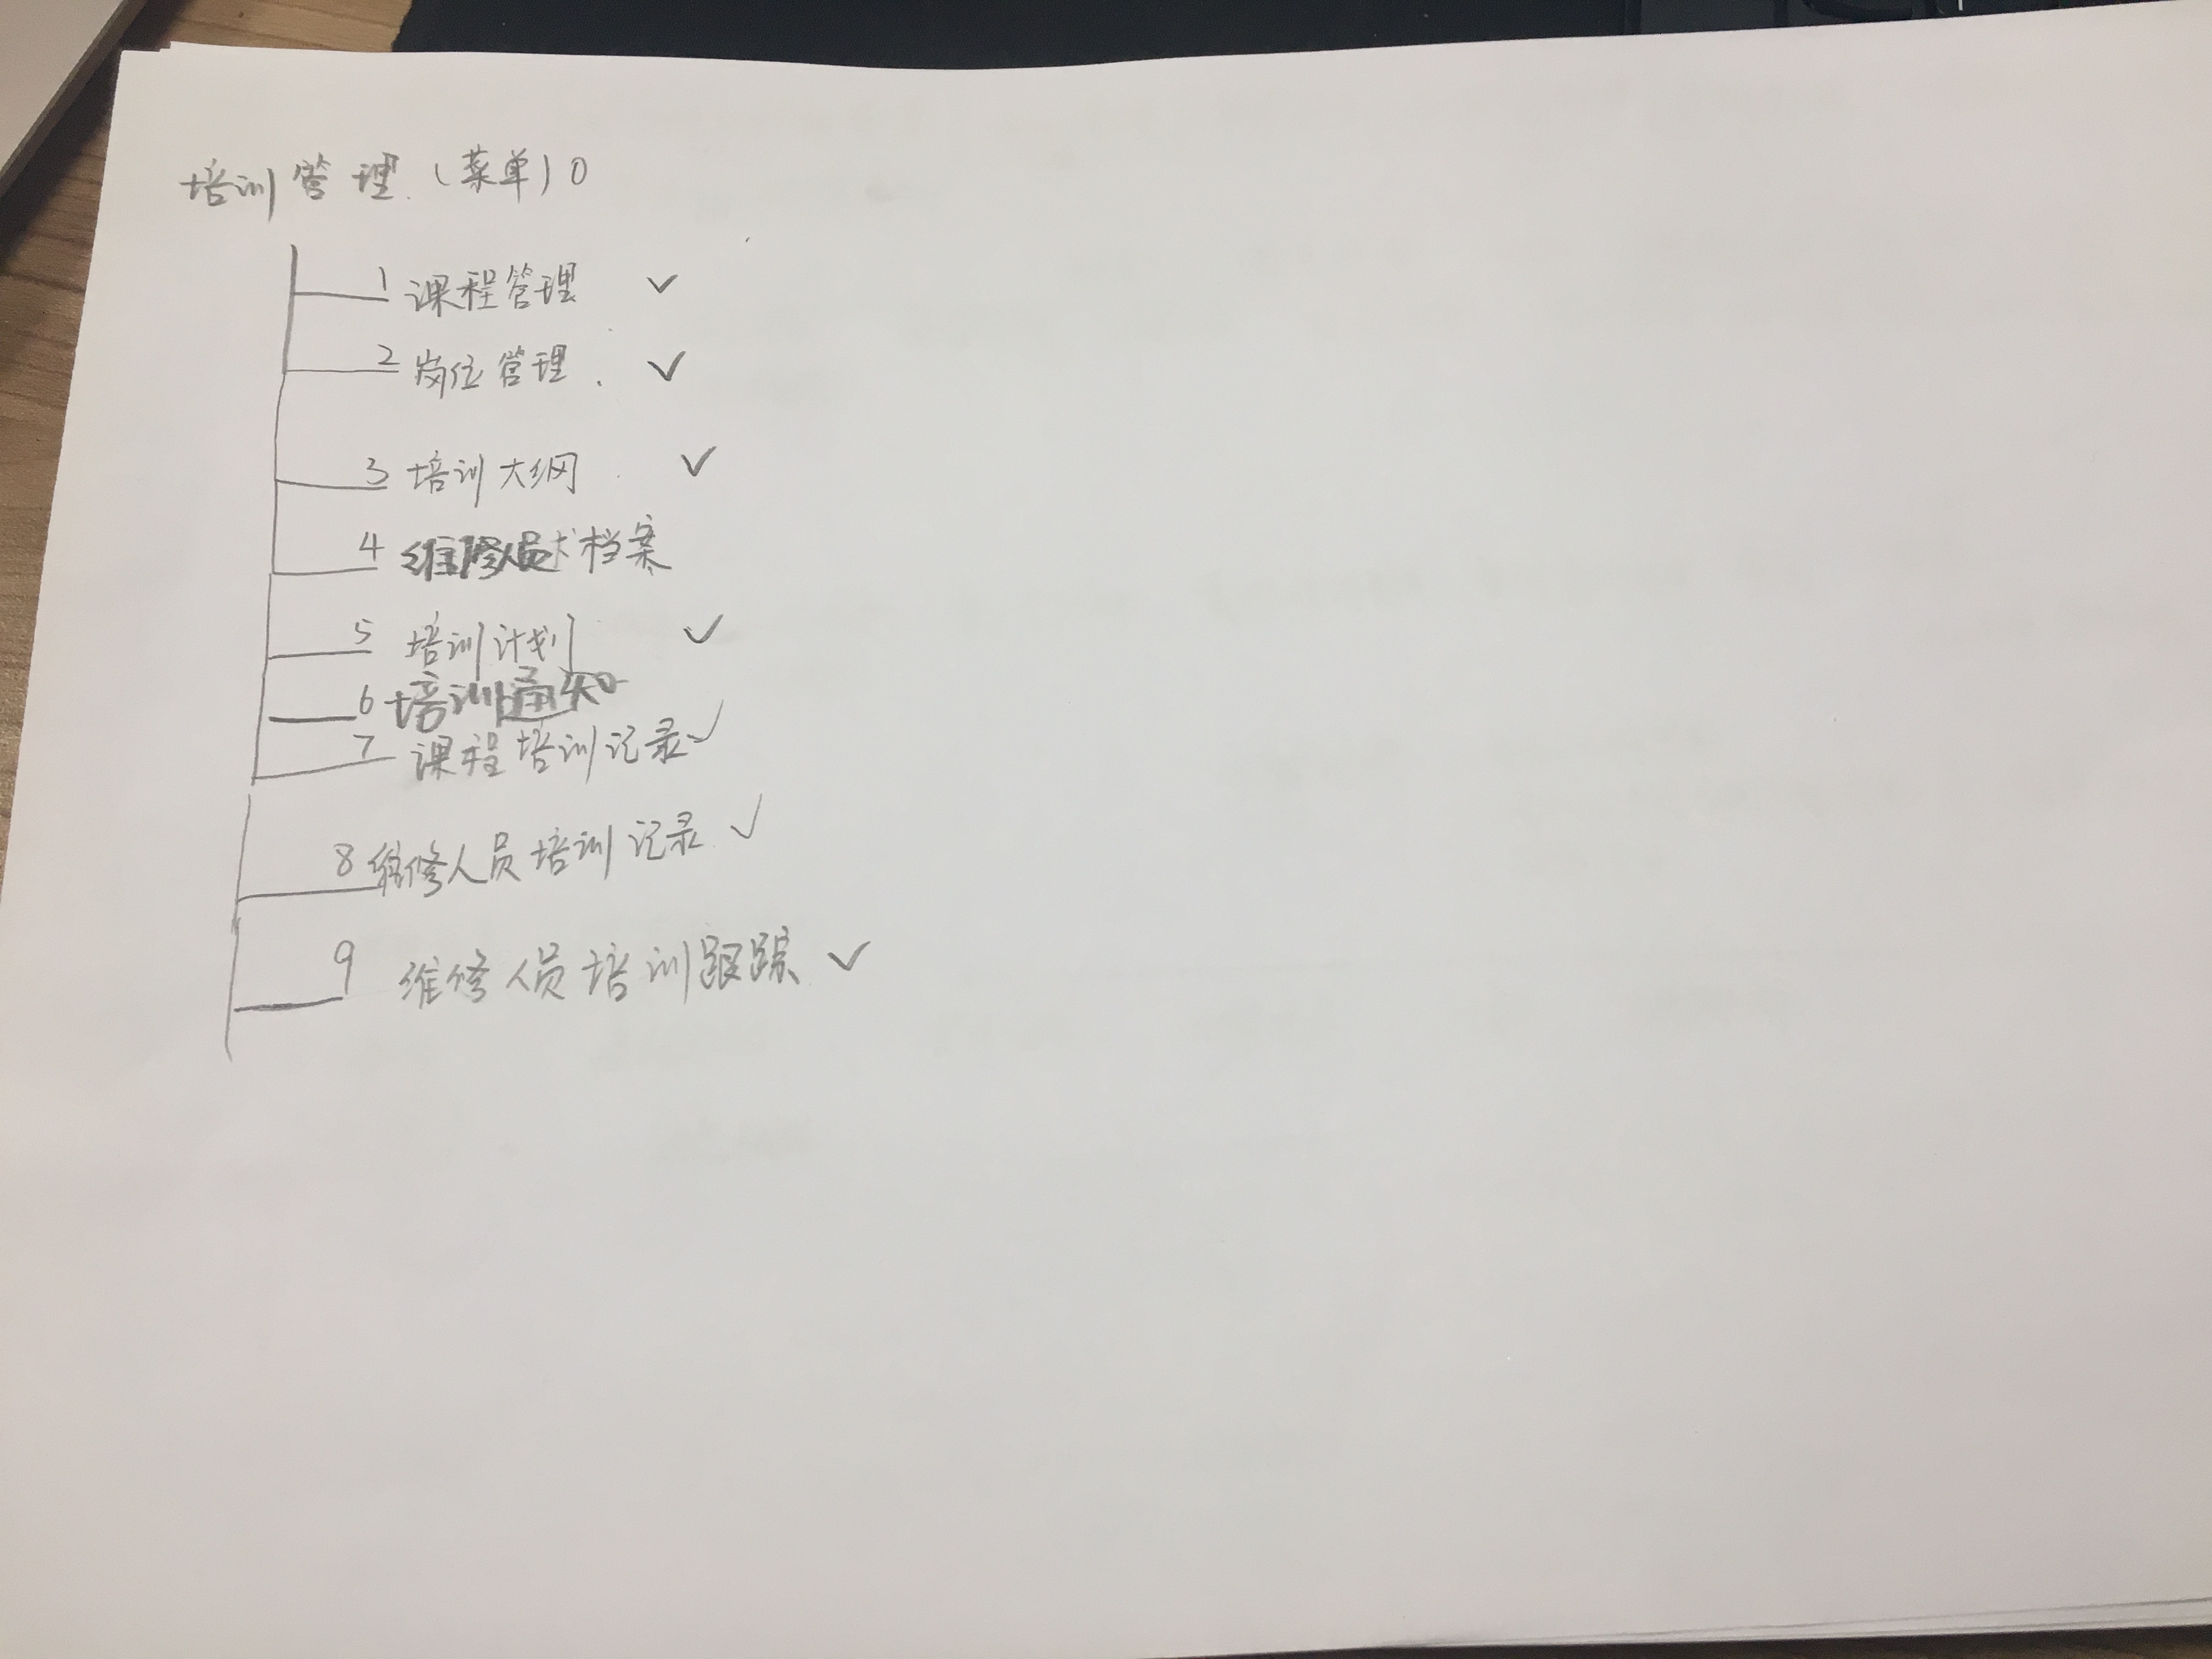 培训管理.(菜单)0
1 课程管理 ✓
2 岗位管理. ✓
3 培训大纲 ✓
4 维修人员 档案
5 培训计划 ✓
6 培训通知
7 课程培训记录 ✓
8 维修人员培训记录 ✓
9 维修人员培训跟踪 ✓